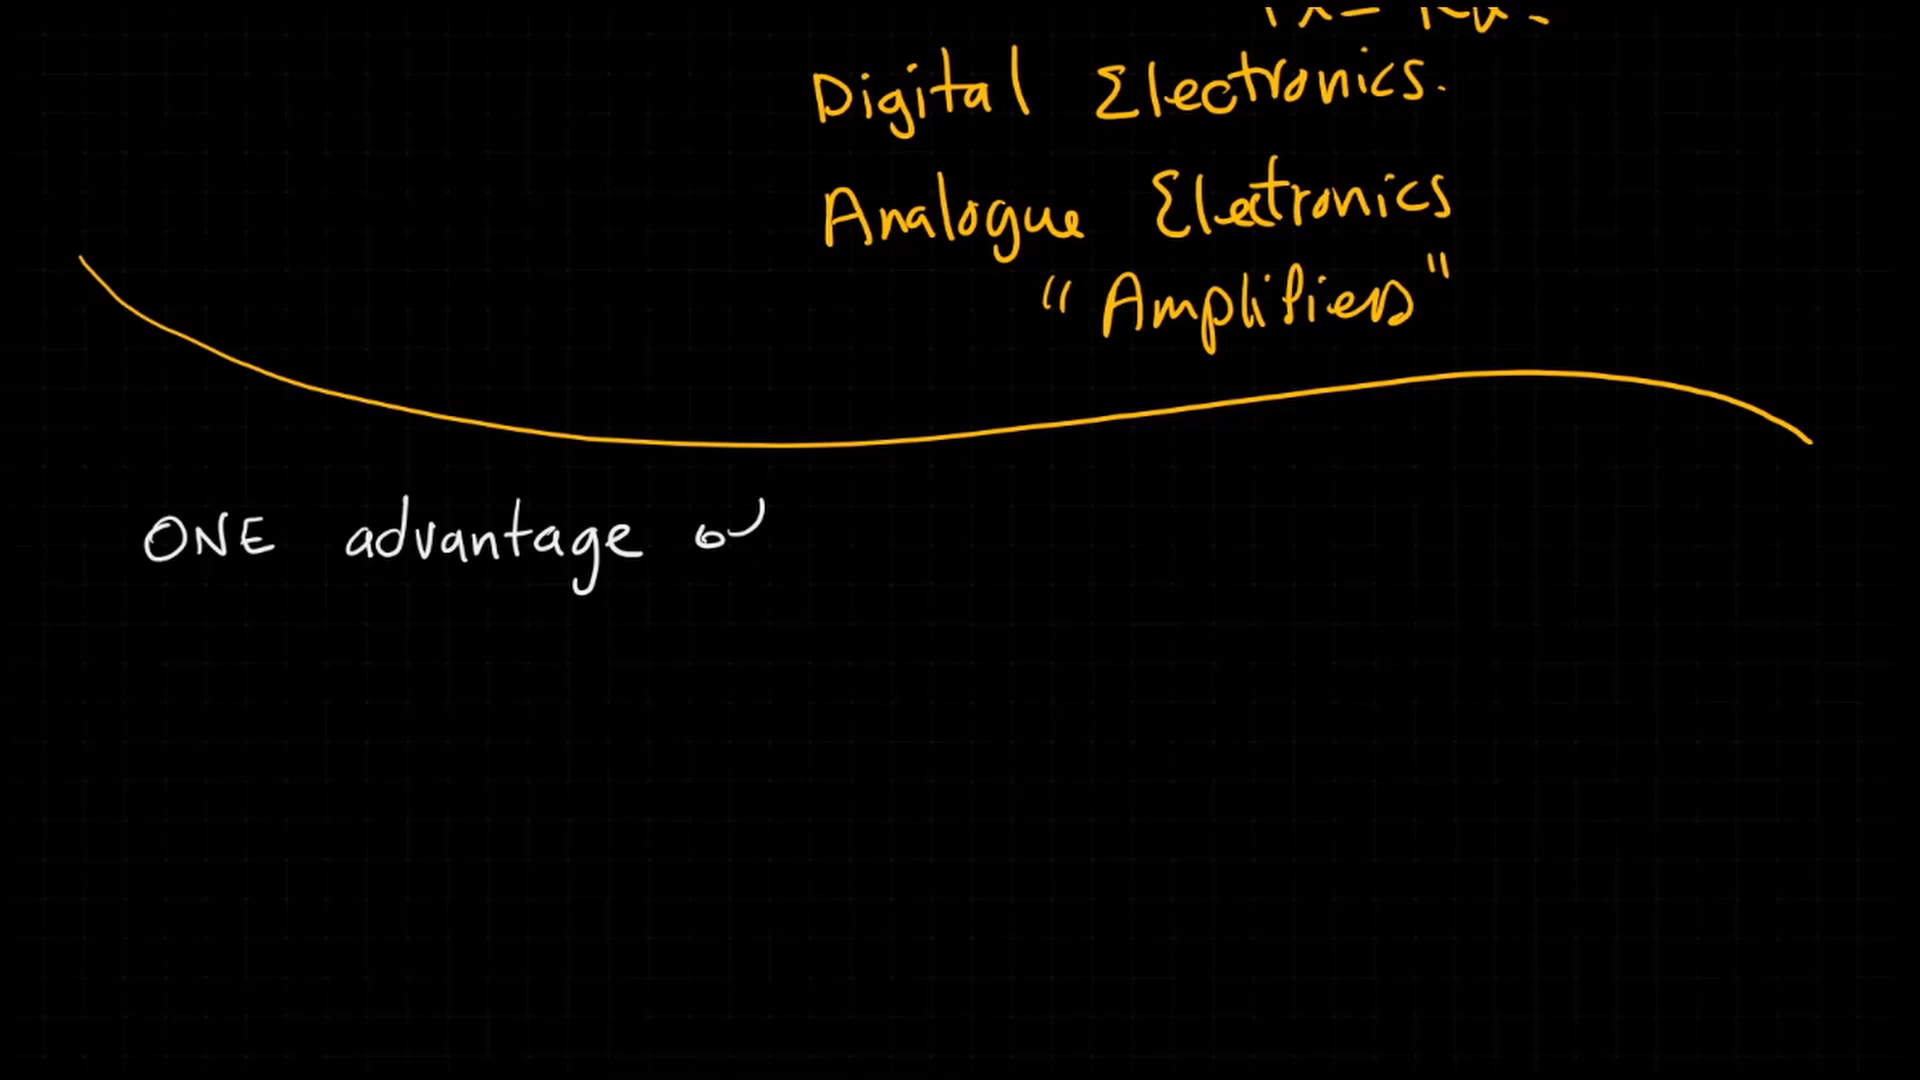 Digital Electronics.
Analogue Electronics
"Amplifiers"
ONE advantage